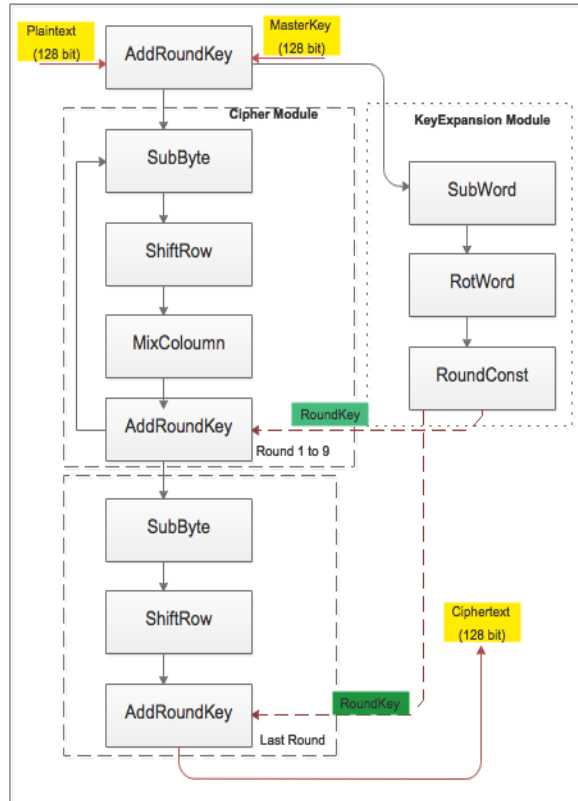 Plaintext
(128 bit)
AddRoundKey
MasterKey
(128 bit)
Cipher Module
SubByte
ShiftRow
MixColoumn
AddRoundKey
Round 1 to 9
KeyExpansion Module
SubWord
RotWord
RoundConst
RoundKey
SubByte
ShiftRow
AddRoundKey
Last Round
RoundKey
Ciphertext
(128 bit)